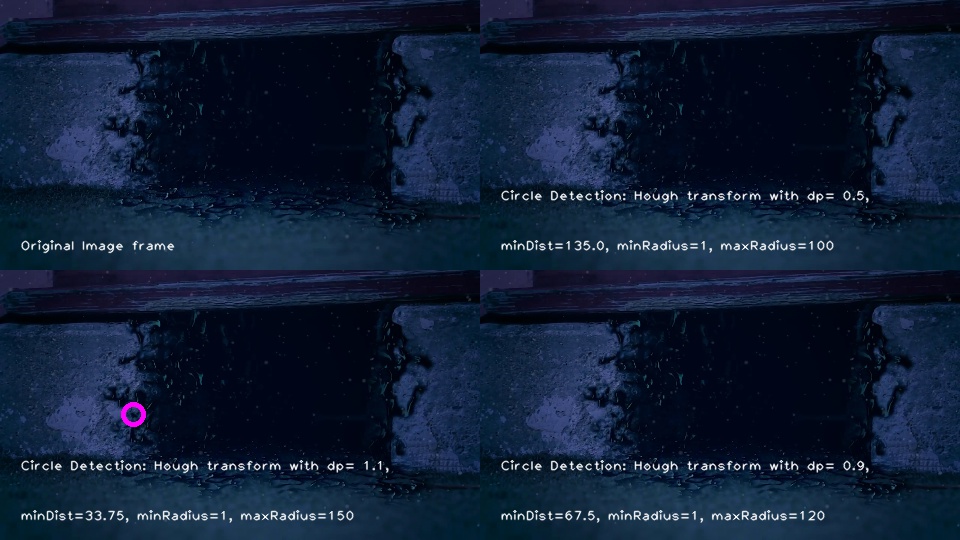 Original Image frame
Circle Detection: Hough transform with dp= 0.5,
minDist=135.0, minRadius=1, maxRadius=100
Circle Detection: Hough transform with dp= 1.1,
minDist=33.75, minRadius=1, maxRadius=150
Circle Detection: Hough transform with dp= 0.9,
minDist=67.5, minRadius=1, maxRadius=120